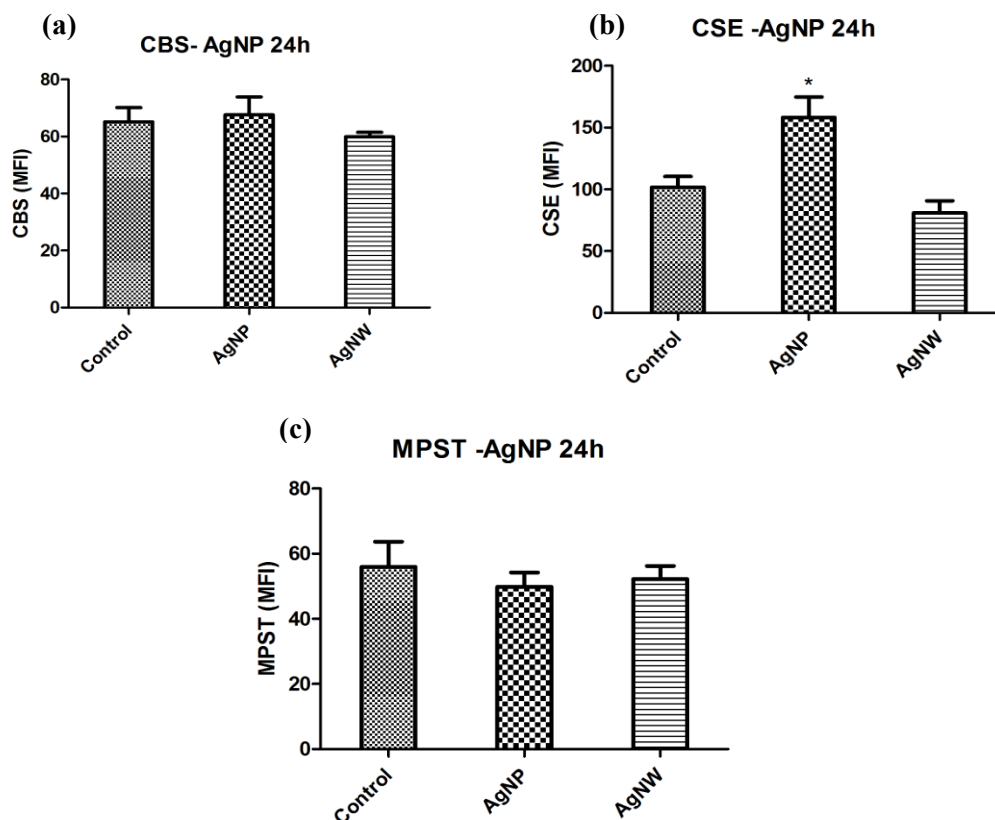 (a)
CBS- AgNP 24h
CBS (MFI)
80
60
40
20
0
Control
AgNP
AgNW
(b)
CSE -AgNP 24h
CSE (MFI)
200
150
100
50
0
*
Control
AgNP
AgNW
(c)
MPST -AgNP 24h
MPST (MFI)
80
60
40
20
0
Control
AgNP
AgNW